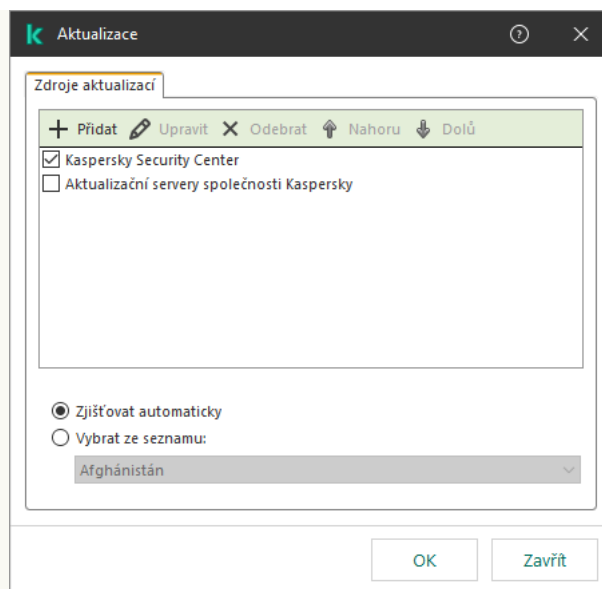 Aktualizace
Zdroje aktualizací
Přidat Upravit Odebrat Nahoru Dolů
Kaspersky Security Center
Aktualizační servery společnosti Kaspersky
Zjišťovat automaticky
Vybrat ze seznamu:
Afghánistán
OK Zavřít